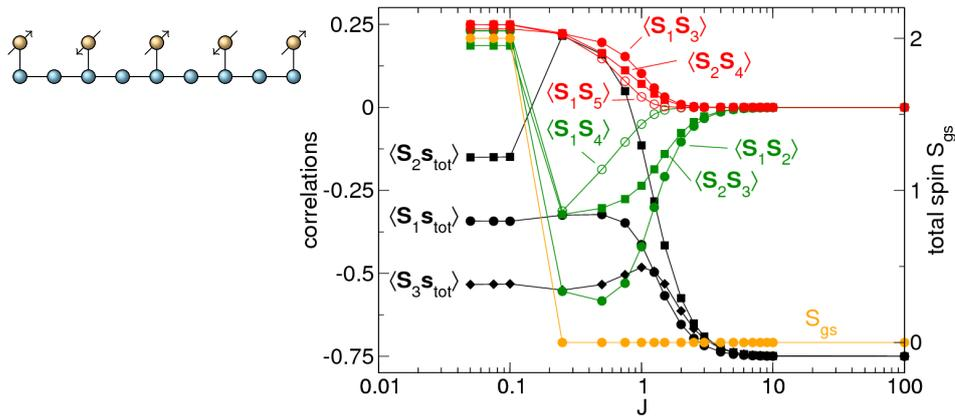 correlations
0.25
0
-0.25
-0.5
-0.75
⟨S₂s_tot⟩
⟨S₁s_tot⟩
⟨S₃s_tot⟩
⟨S₁S₃⟩
⟨S₂S₄⟩
⟨S₁S₅⟩
⟨S₁S₄⟩
⟨S₁S₂⟩
⟨S₂S₃⟩
S_gs
2
1
0
total spin S_gs
0.01
0.1
1
10
100
J